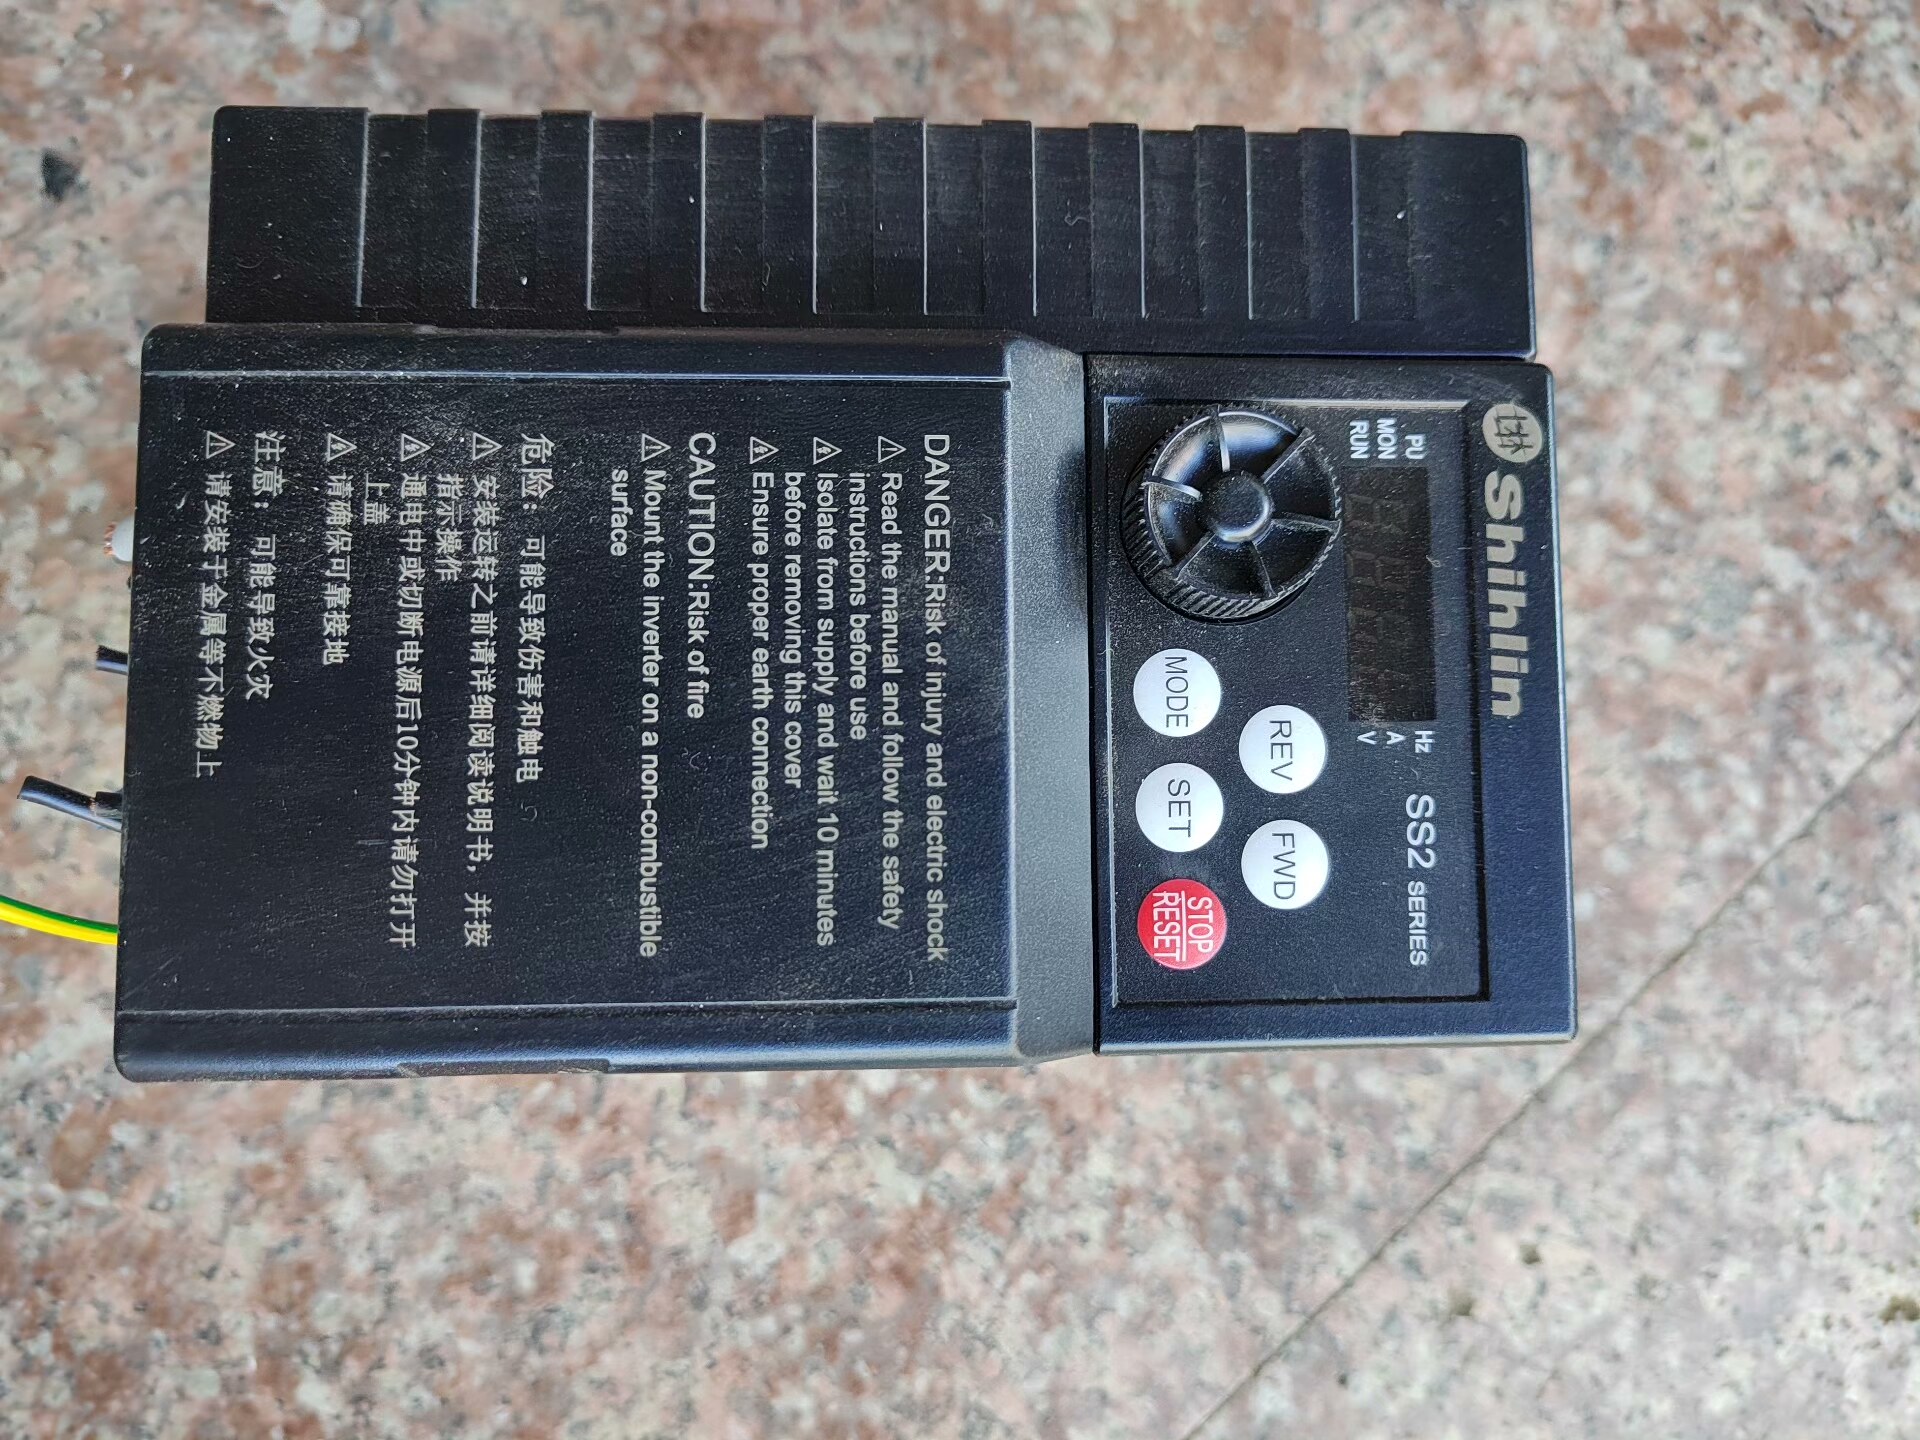 士林 Shihlin
PU
MON
RUN
Hz
A
V
SS2 SERIES
REV
FWD
MODE
SET
STOP
RESET
DANGER:Risk of injury and electric shock
Read the manual and follow the safety
instructions before use
Isolate from supply and wait 10 minutes
before removing this cover
Ensure proper earth connection
CAUTION:Risk of fire
Mount the inverter on a non-combustible
surface
危险：可能导致伤害和触电
安装运转之前请详细阅读说明书，并按
指示操作
通电中或切断电源后10分钟内请勿打开
上盖
请确保可靠接地
注意：可能导致火灾
请安装于金属等不燃物上